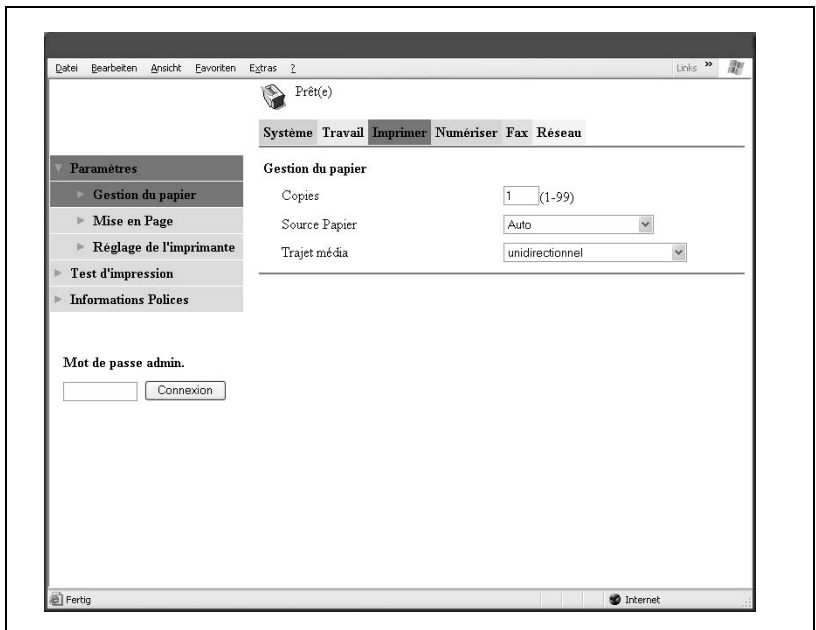 Datei Bearbeiten Ansicht Favoriten Extras ? Links »
Prêt(e)
Système Travail Imprimer Numériser Fax Réseau
Paramètres
Gestion du papier
Mise en Page
Réglage de l'imprimante
Test d'impression
Informations Polices
Mot de passe admin.
Connexion
Gestion du papier
Copies 1 (1-99)
Source Papier Auto
Trajet média unidirectionnel
Fertig Internet